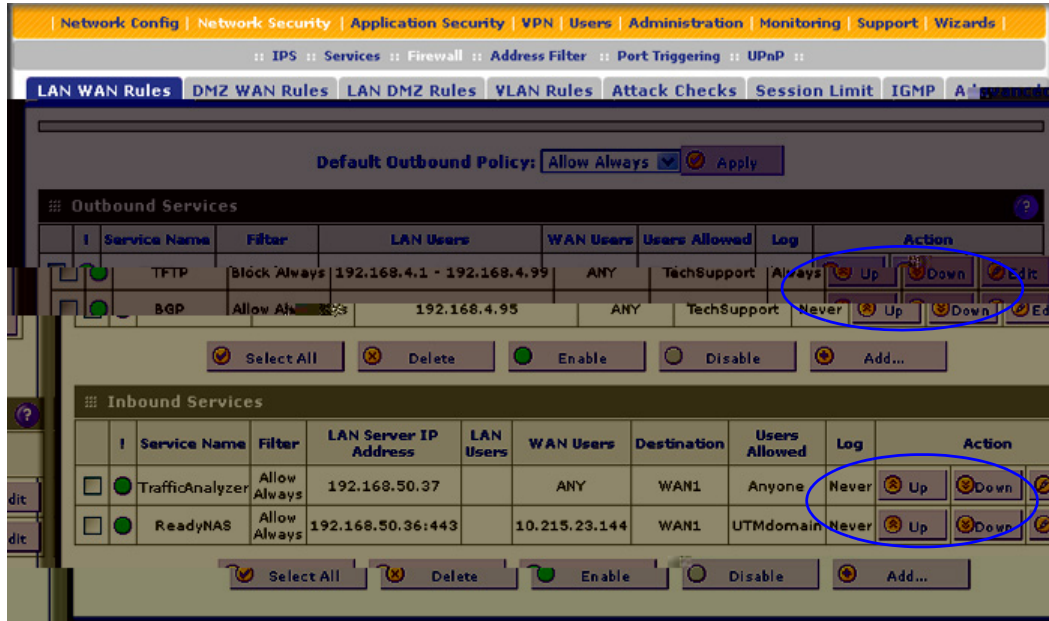 | Network Config | Network Security | Application Security | VPN | Users | Administration | Monitoring | Support | Wizards |
:: IPS :: Services :: Firewall :: Address Filter :: Port Triggering :: UPnP ::
LAN WAN Rules DMZ WAN Rules LAN DMZ Rules VLAN Rules Attack Checks Session Limit IGMP
Default Outbound Policy: Allow Always Apply
Outbound Services ?
! Service Name Filter LAN Users WAN Users Users Allowed Log Action
TFTP Block Always 192.168.4.1 - 192.168.4.99 ANY TechSupport Always Up Down Edit
BGP Allow 192.168.4.95 ANY TechSupport Never Up Down Ed
Select All Delete Enable Disable Add...
Inbound Services ?
! Service Name Filter LAN Server IP Address LAN Users WAN Users Destination Users Allowed Log Action
TrafficAnalyzer Allow Always 192.168.50.37 ANY WAN1 Anyone Never Up Down
dit
ReadyNAS Allow Always 192.168.50.36:443 10.215.23.144 WAN1 UTMdomain Never Up Down
dit
Select All Delete Enable Disable Add...